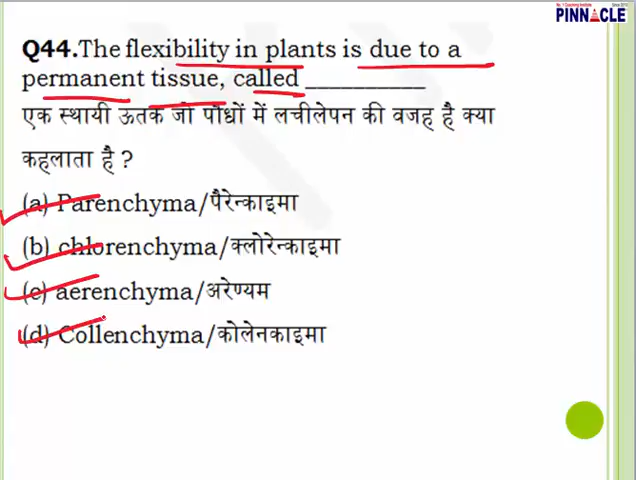 PINNACLE
Q44.The flexibility in plants is due to a
permanent tissue, called __________
एक स्थायी ऊतक जो पौधों में लचीलेपन की वजह है क्या
कहलाता है ?
(a) Parenchyma/पैरेन्काइमा
(b) chlorenchyma/क्लोरेन्काइमा
(c) aerenchyma/अरेण्यम
(d) Collenchyma/कोलेनकाइमा